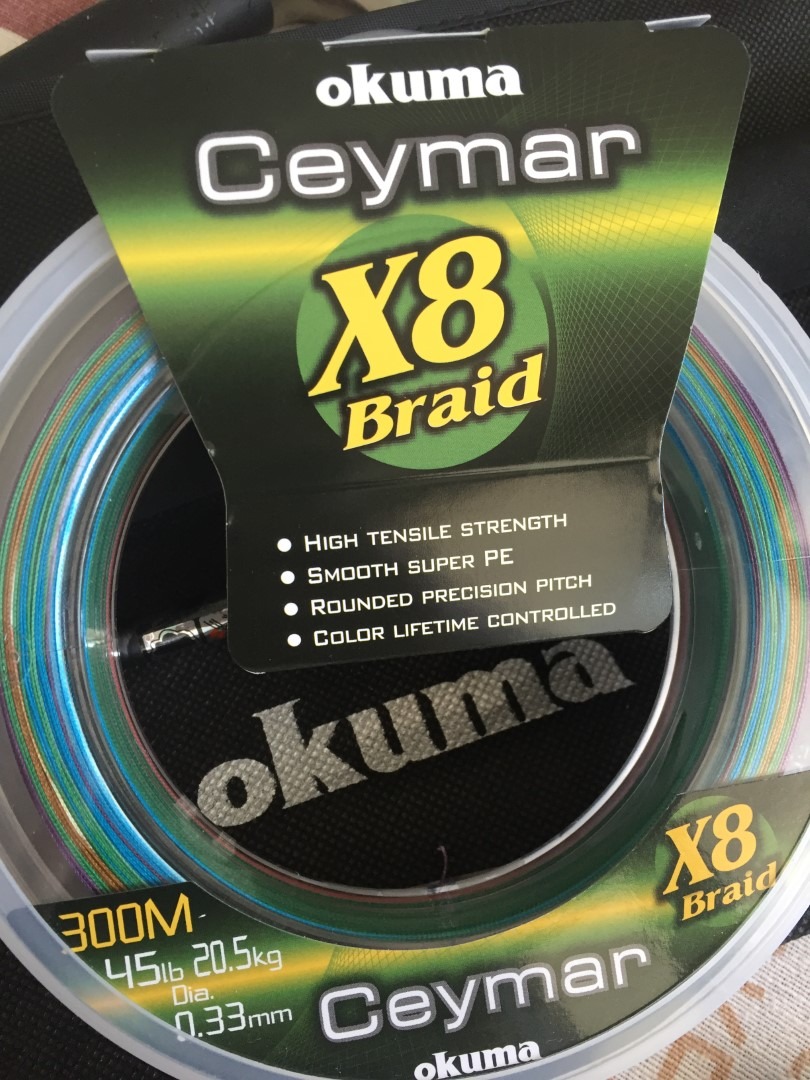 okuma
Ceymar
X8
Braid
• HIGH TENSILE STRENGTH
• SMOOTH SUPER PE
• ROUNDED PRECISION PITCH
• COLOR LIFETIME CONTROLLED
okuma
X8
Braid
300M
45lb 20.5kg
Dia.
0.33mm
Ceymar
okuma